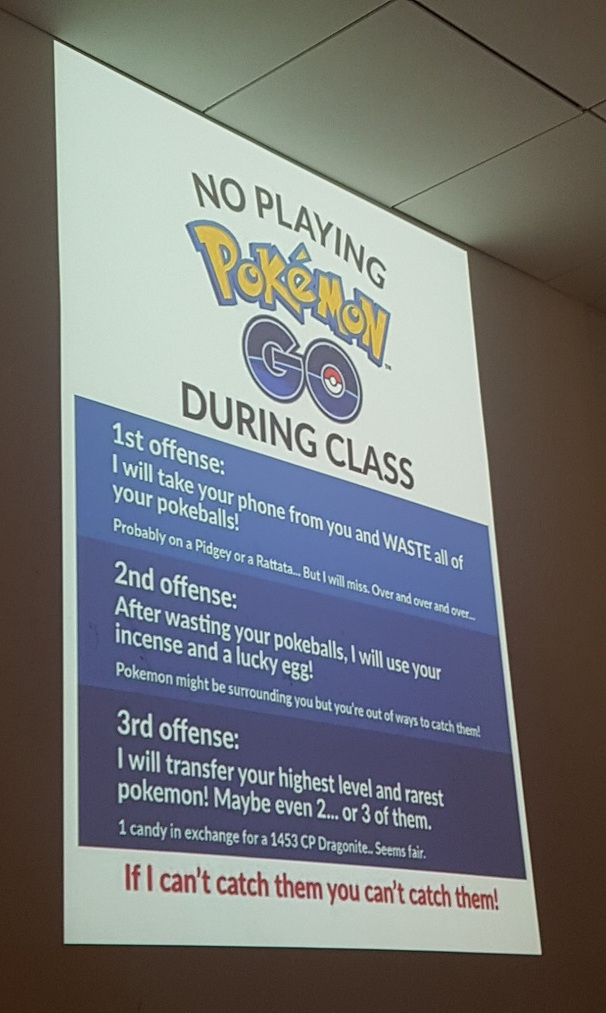 NO PLAYING
POKéMON
GO
DURING CLASS
1st offense:
I will take your phone from you and WASTE all of
your pokeballs!
Probably on a Pidgey or a Rattata... But I will miss. Over and over and over...
2nd offense:
After wasting your pokeballs, I will use your
incense and a lucky egg!
Pokemon might be surrounding you but you're out of ways to catch them!
3rd offense:
I will transfer your highest level and rarest
pokemon! Maybe even 2... or 3 of them.
1 candy in exchange for a 1453 CP Dragonite.. Seems fair.
If I can't catch them you can't catch them!